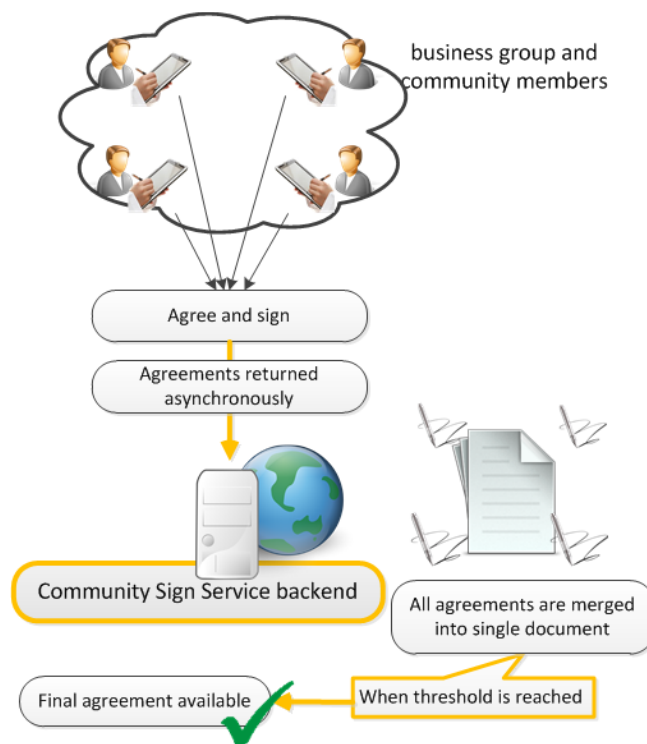 business group and
community members
Agree and sign
Agreements returned
asynchronously
Community Sign Service backend
All agreements are merged
into single document
When threshold is reached
Final agreement available